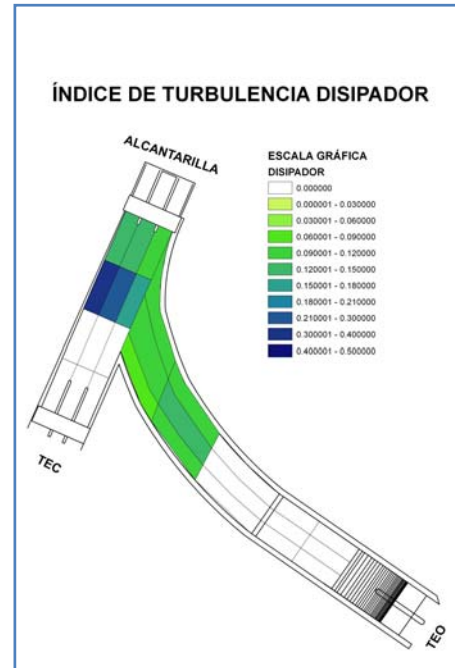 ÍNDICE DE TURBULENCIA DISIPADOR
ALCANTARILLA
ESCALA GRÁFICA
DISIPADOR
0.000000
0.000001 - 0.030000
0.030001 - 0.060000
0.060001 - 0.090000
0.090001 - 0.120000
0.120001 - 0.150000
0.150001 - 0.180000
0.180001 - 0.210000
0.210001 - 0.300000
0.300001 - 0.400000
0.400001 - 0.500000
TEC
TEO